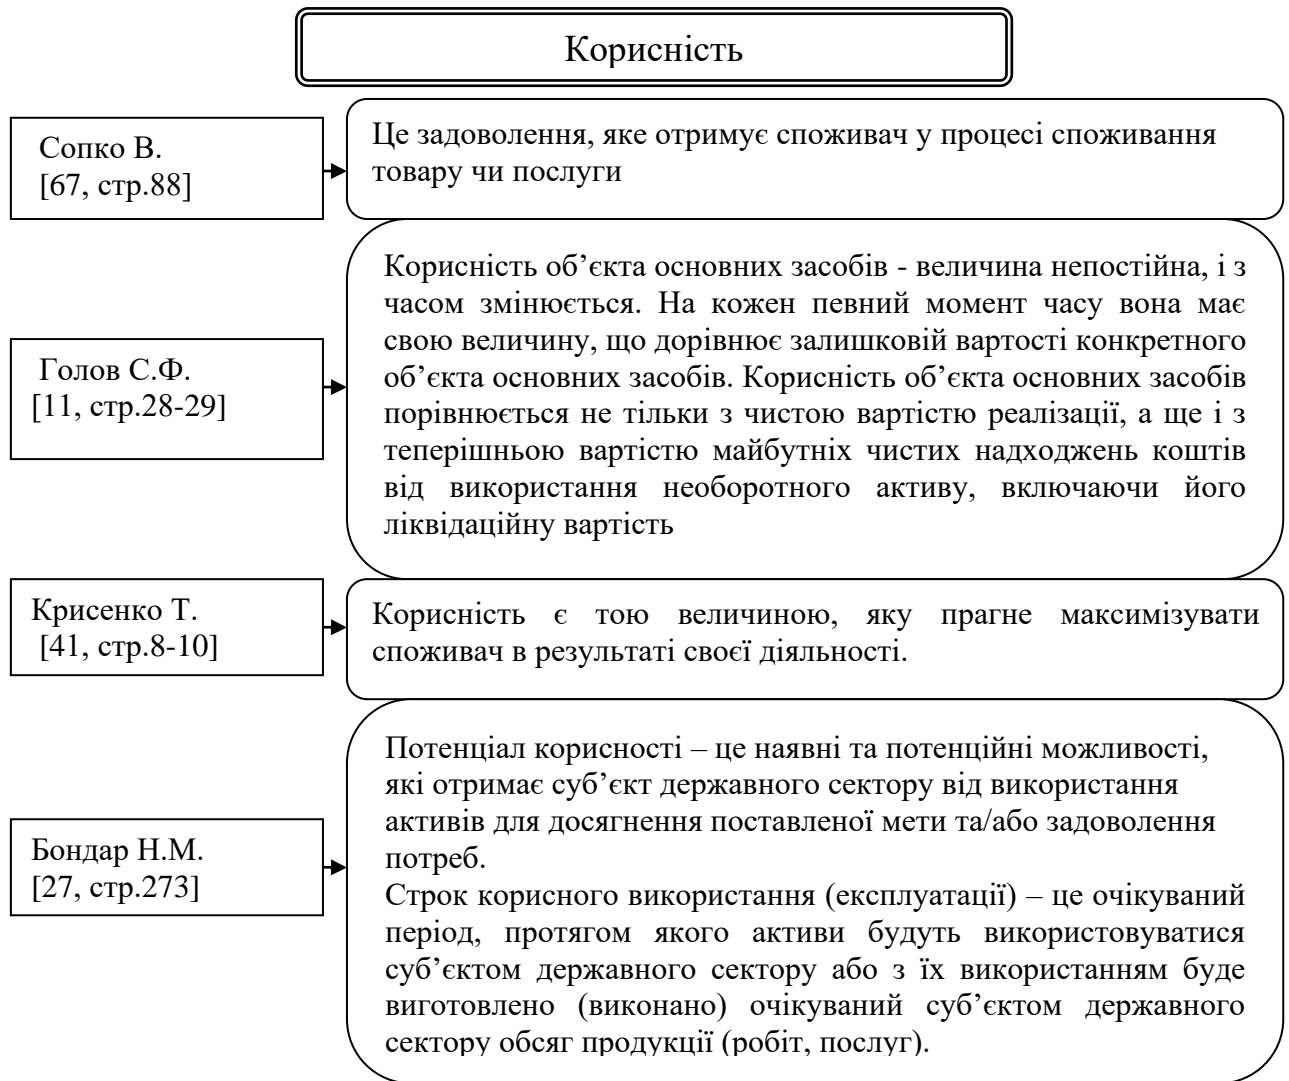 Корисність
Сопко В.
[67, стр.88]
Це задоволення, яке отримує споживач у процесі споживання
товару чи послуги
Голов С.Ф.
[11, стр.28-29]
Корисність об’єкта основних засобів - величина непостійна, і з
часом змінюється. На кожен певний момент часу вона має
свою величину, що дорівнює залишковій вартості конкретного
об’єкта основних засобів. Корисність об’єкта основних засобів
порівнюється не тільки з чистою вартістю реалізації, а ще і з
теперішньою вартістю майбутніх чистих надходжень коштів
від використання необоротного активу, включаючи його
ліквідаційну вартість
Крисенко Т.
[41, стр.8-10]
Корисність є тою величиною, яку прагне максимізувати
споживач в результаті своєї діяльності.
Бондар Н.М.
[27, стр.273]
Потенціал корисності – це наявні та потенційні можливості,
які отримає суб’єкт державного сектору від використання
активів для досягнення поставленої мети та/або задоволення
потреб.
Строк корисного використання (експлуатації) – це очікуваний
період, протягом якого активи будуть використовуватися
суб’єктом державного сектору або з їх використанням буде
виготовлено (виконано) очікуваний суб’єктом державного
сектору обсяг продукції (робіт, послуг).